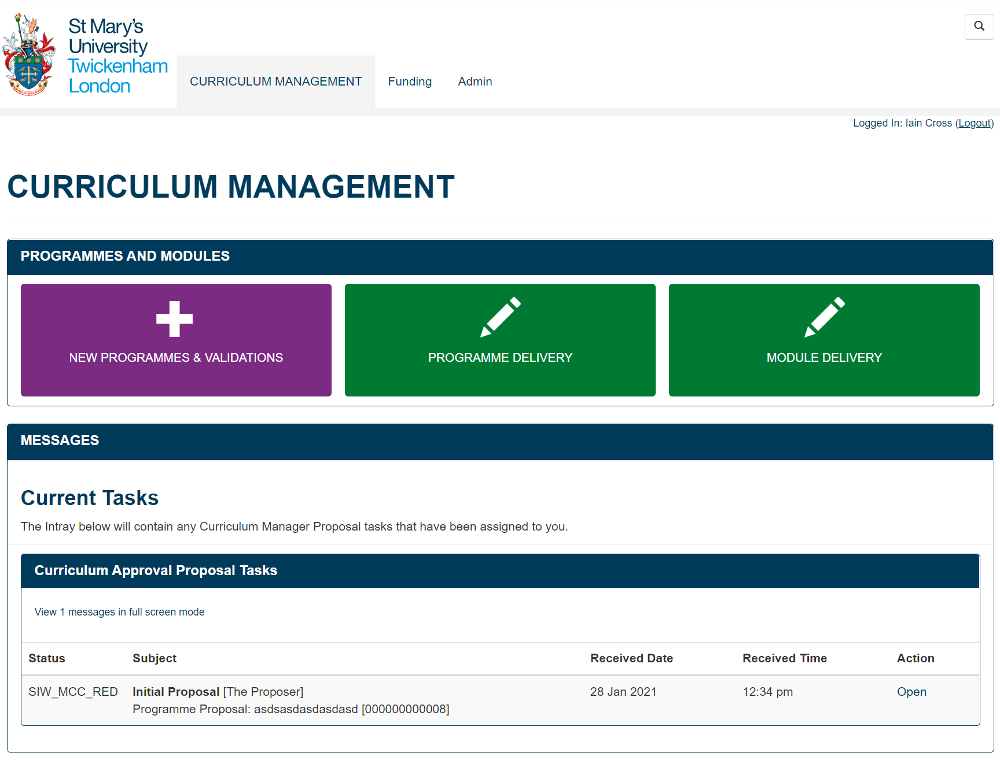 St Mary's
University
Twickenham
London
CURRICULUM MANAGEMENT Funding Admin
Logged In: Iain Cross (Logout)
CURRICULUM MANAGEMENT
PROGRAMMES AND MODULES
NEW PROGRAMMES & VALIDATIONS PROGRAMME DELIVERY MODULE DELIVERY
MESSAGES
Current Tasks
The Intray below will contain any Curriculum Manager Proposal tasks that have been assigned to you.
Curriculum Approval Proposal Tasks
View 1 messages in full screen mode
Status Subject Received Date Received Time Action
SIW_MCC_RED Initial Proposal [The Proposer] 28 Jan 2021 12:34 pm Open
Programme Proposal: asdsasdasdasdasd [000000000008]